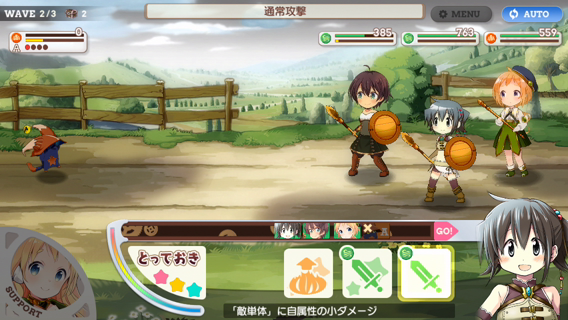 WAVE 2/3 2
通常攻撃
MENU
AUTO
0
385
763
559
GO!
とっておき
SUPPORT
「敵単体」に自属性の小ダメージ